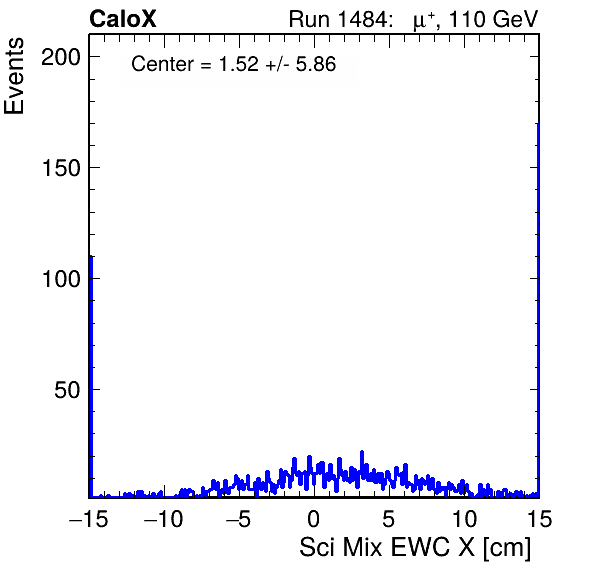 CaloX Run 1484: μ⁺, 110 GeV
Events
Center = 1.52 +/- 5.86
200
150
100
50
−15 −10 −5 0 5 10 15
Sci Mix EWC X [cm]